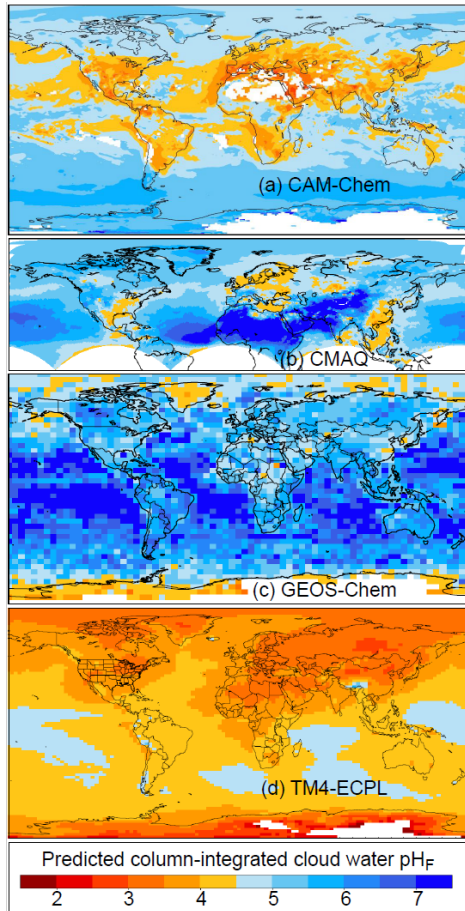 (a) CAM-Chem
(b) CMAQ
(c) GEOS-Chem
(d) TM4-ECPL
Predicted column-integrated cloud water pHF
2 3 4 5 6 7